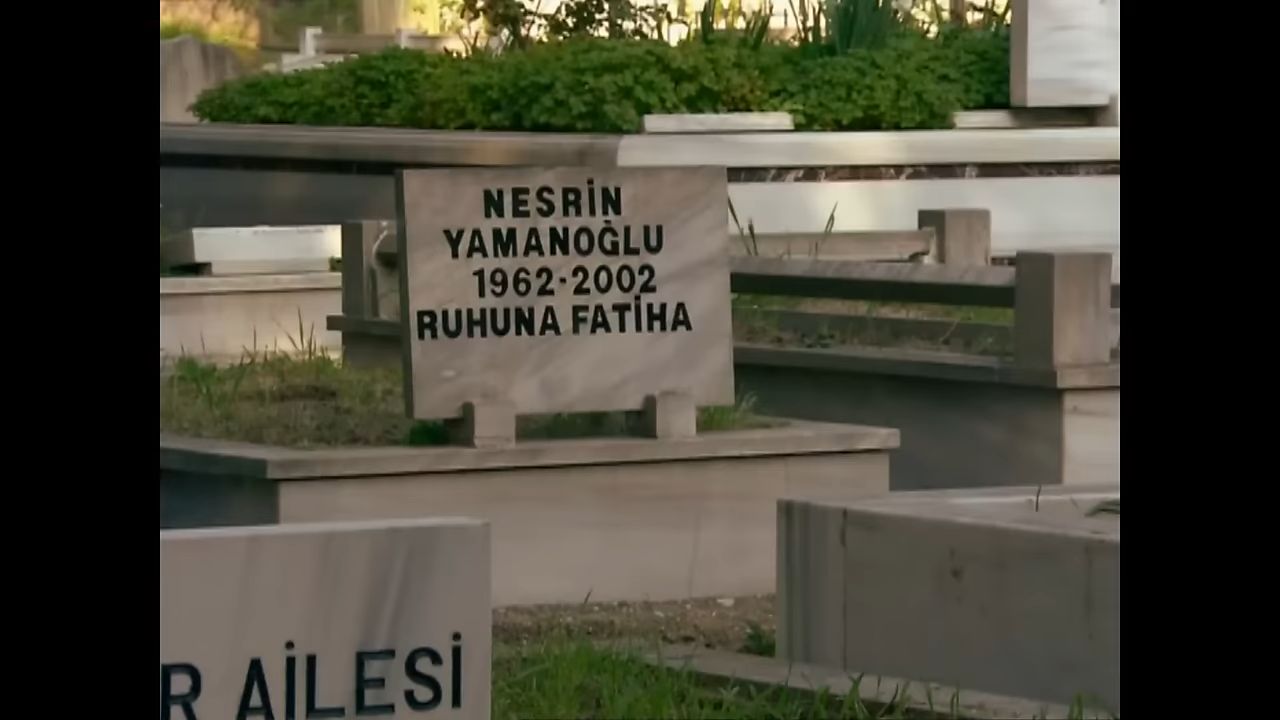 NESRİN
YAMANOĞLU
1962-2002
RUHUNA FATİHA
R AİLESİ